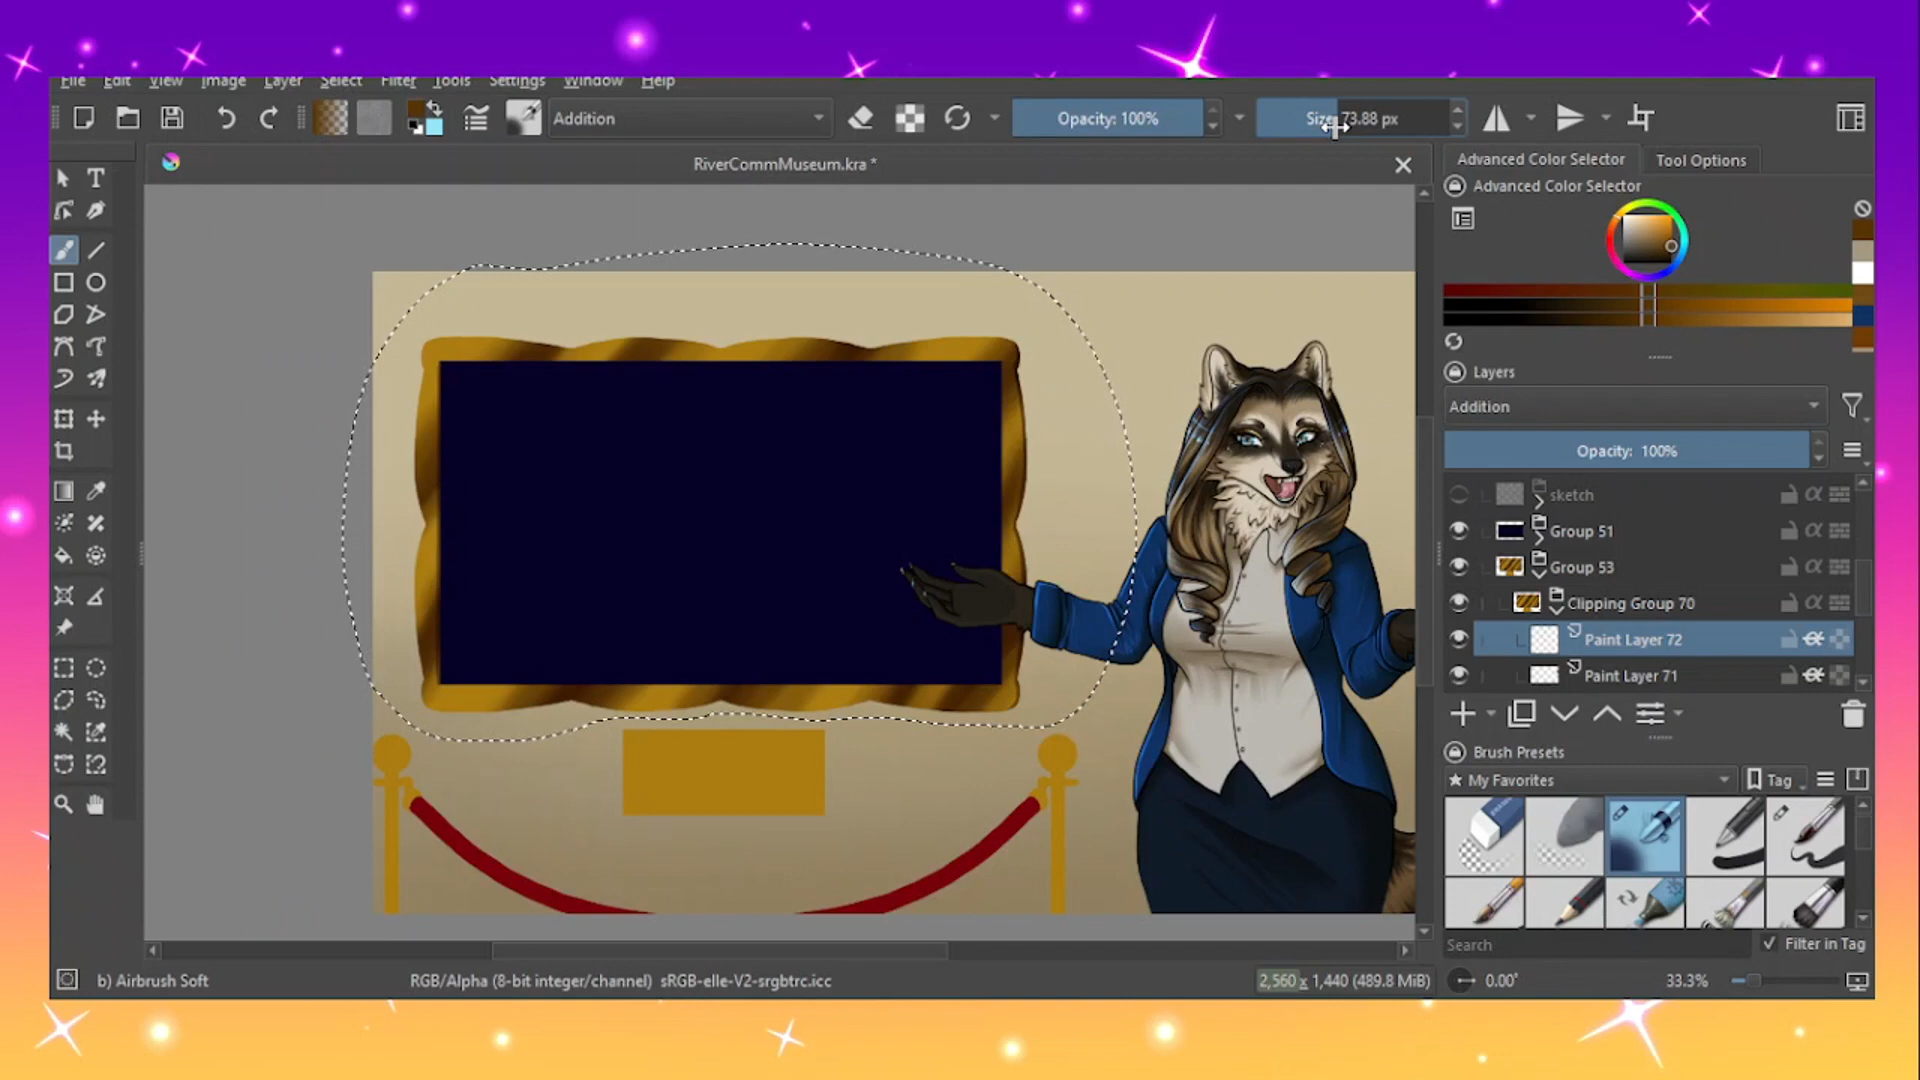 File Edit View Image Layer Select Filter Tools Settings Window Help
Addition
Opacity: 100%
Size: 73.88 px
RiverCommMuseum.kra *
Advanced Color Selector Tool Options
Advanced Color Selector
Layers
Addition
Opacity: 100%
sketch
Group 51
Group 53
Clipping Group 70
Paint Layer 72
Paint Layer 71
Brush Presets
My Favorites
Tag
Search
Filter in Tag
b) Airbrush Soft
RGB/Alpha (8-bit integer/channel) sRGB-elle-V2-srgbtrc.icc
2,560 x 1,440 (489.8 MiB)
0.00°
33.3%